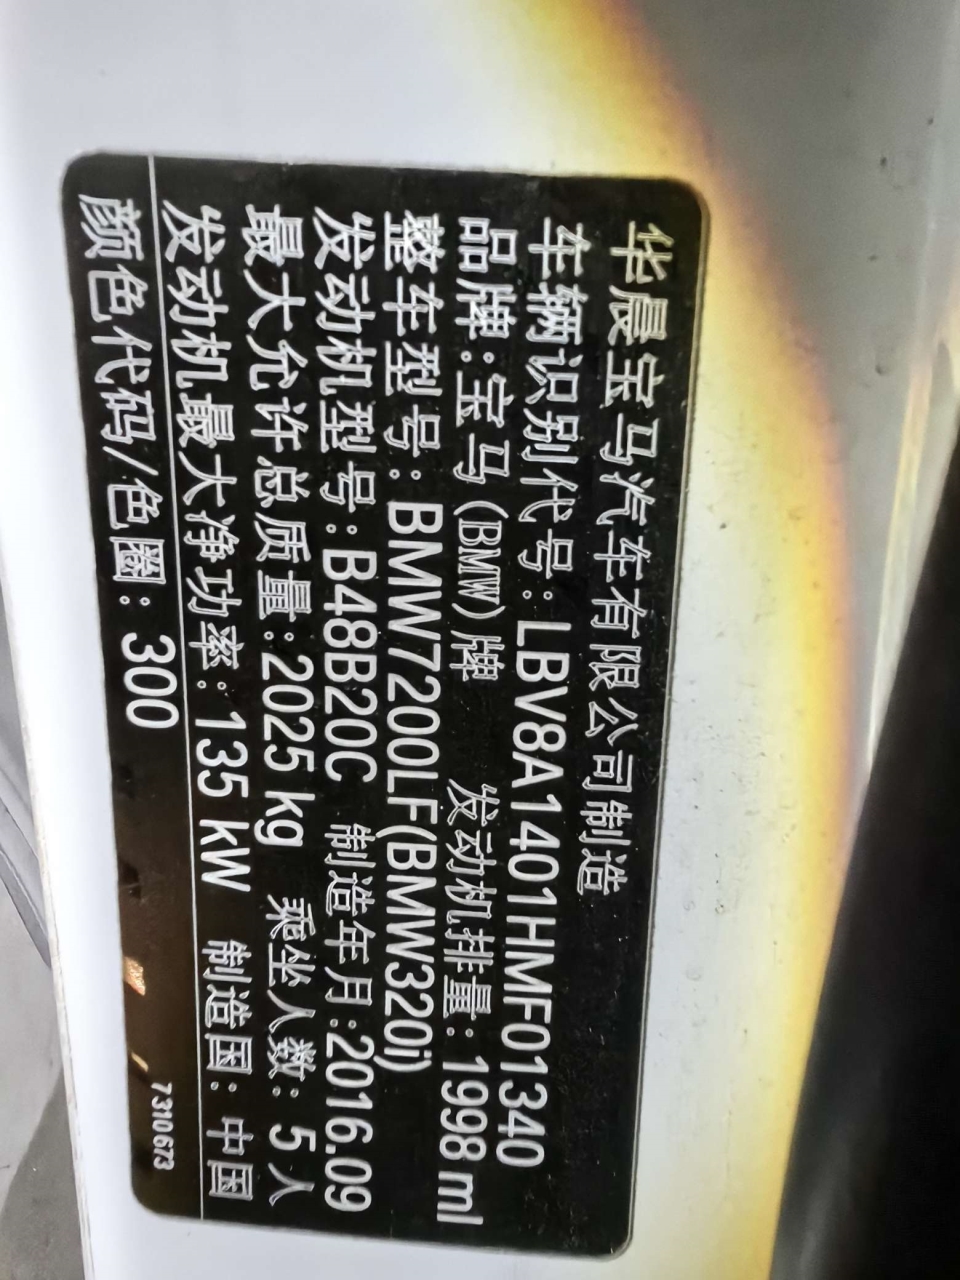 华晨宝马汽车有限公司制造
车辆识别代号：LBV8A1401HMF01340
品牌：宝马(BMW)牌 发动机排量：1998 ml
整车型号：BMW7200LF(BMW320i)
发动机型号：B48B20C 制造年月：2016.09
最大允许总质量：2025 kg 乘坐人数：5人
发动机最大净功率：135 kW 制造国：中国
颜色代码/色圈：300
7310673